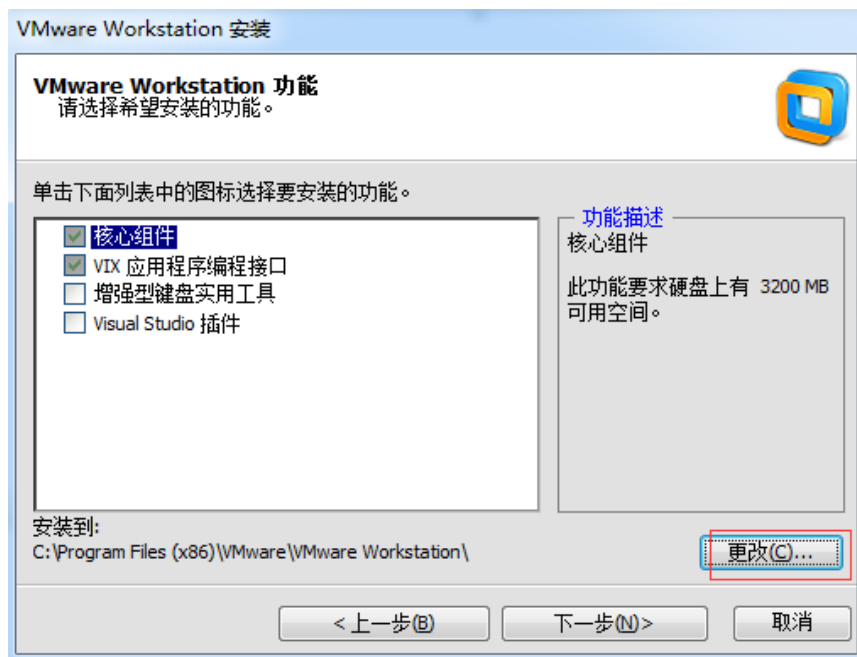 VMware Workstation 安装
VMware Workstation 功能
请选择希望安装的功能。
单击下面列表中的图标选择要安装的功能。
核心组件
VIX 应用程序编程接口
增强型键盘实用工具
Visual Studio 插件
功能描述
核心组件
此功能要求硬盘上有 3200 MB
可用空间。
安装到:
C:\Program Files (x86)\VMware\VMware Workstation\
更改(C)...
<上一步(B)
下一步(N)>
取消